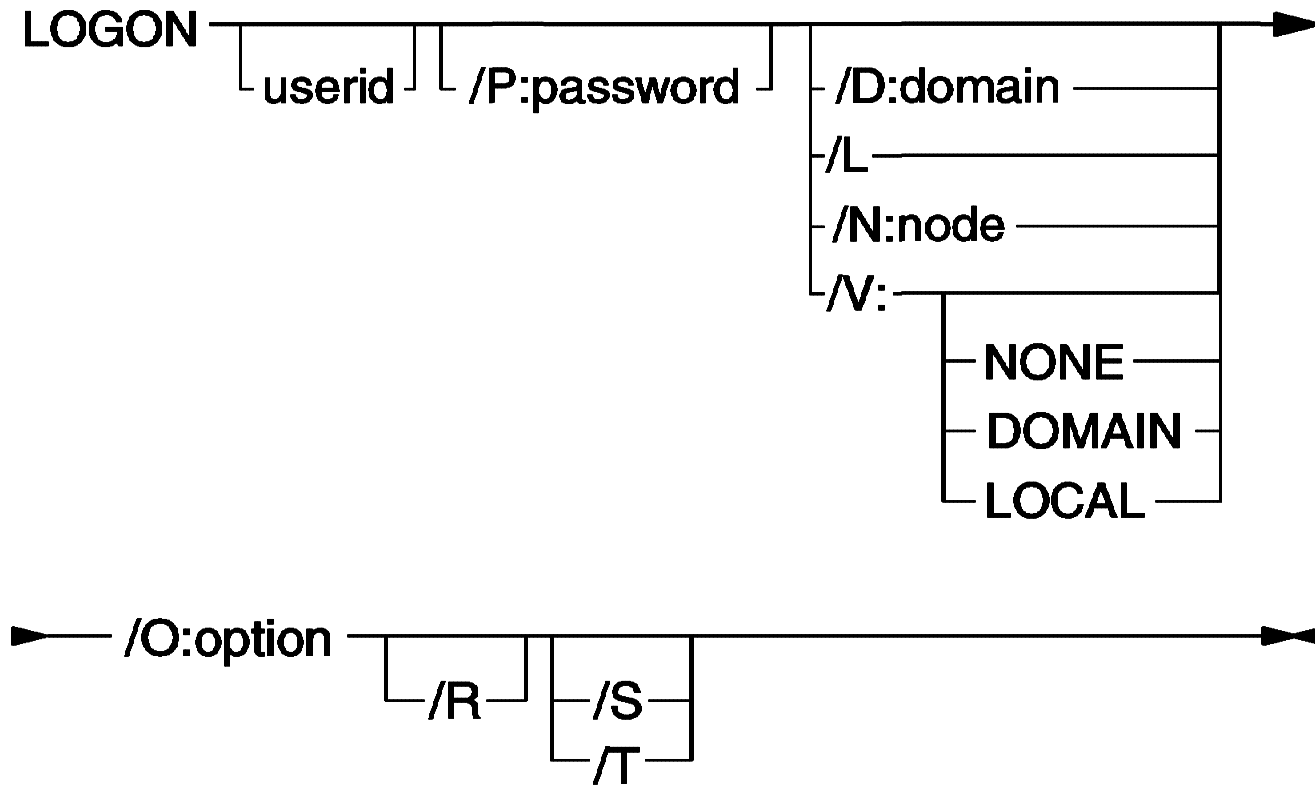 LOGON
userid /P:password /D:domain
/L
/N:node
/V:
NONE
DOMAIN
LOCAL
/O:option
/R /S
/T